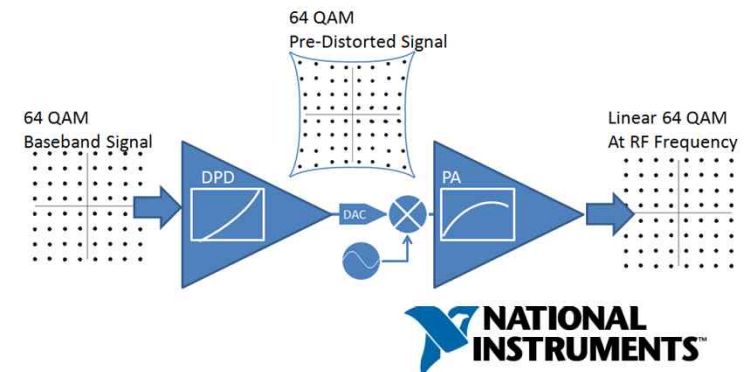 64 QAM
Pre-Distorted Signal
64 QAM
Baseband Signal
Linear 64 QAM
At RF Frequency
DPD
PA
DAC
NATIONAL
INSTRUMENTS™